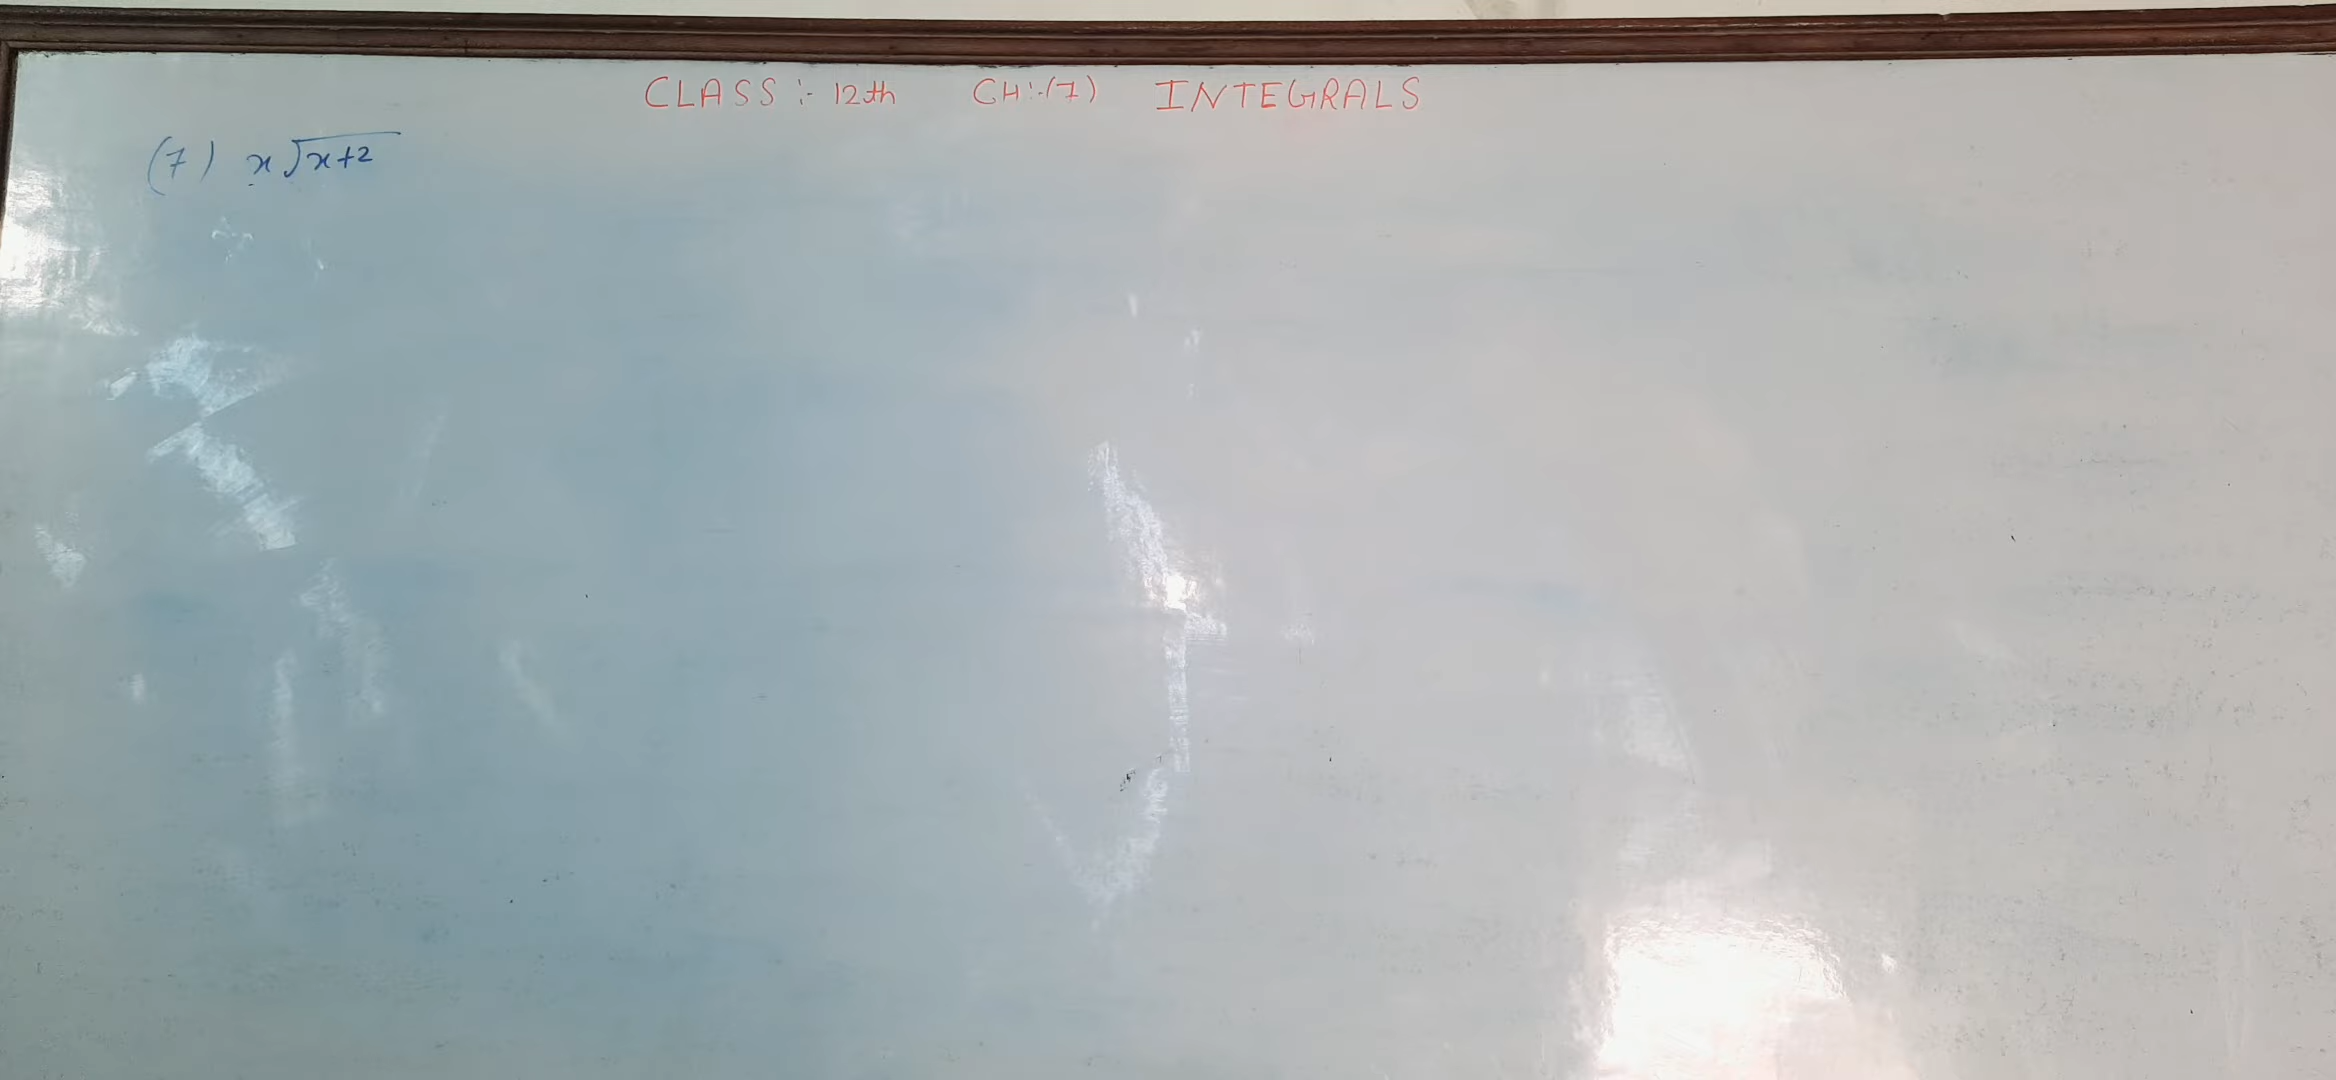 CLASS :- 12th CH:-(7) INTEGRALS
(7) x√x+2